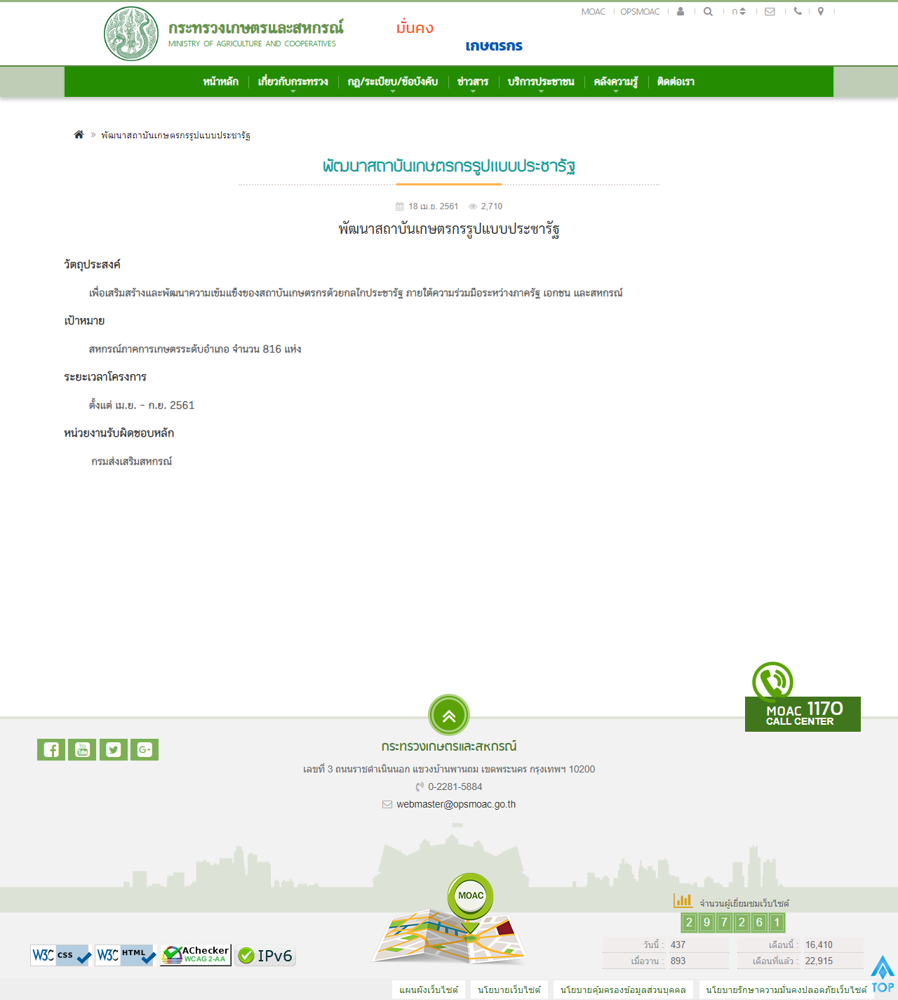 MOAC OPSMOAC ก
กระทรวงเกษตรและสหกรณ์
MINISTRY OF AGRICULTURE AND COOPERATIVES
มั่นคง
เกษตรกร
หน้าหลัก เกี่ยวกับกระทรวง กฎ/ระเบียบ/ข้อบังคับ ข่าวสาร บริการประชาชน คลังความรู้ ติดต่อเรา
» พัฒนาสถาบันเกษตรกรรูปแบบประชารัฐ
พัฒนาสถาบันเกษตรกรรูปแบบประชารัฐ
18 เม.ย. 2561 2,710
พัฒนาสถาบันเกษตรกรรูปแบบประชารัฐ
วัตถุประสงค์
เพื่อเสริมสร้างและพัฒนาความเข้มแข็งของสถาบันเกษตรกรด้วยกลไกประชารัฐ ภายใต้ความร่วมมือระหว่างภาครัฐ เอกชน และสหกรณ์
เป้าหมาย
สหกรณ์ภาคการเกษตรระดับอำเภอ จำนวน 816 แห่ง
ระยะเวลาโครงการ
ตั้งแต่ เม.ย. - ก.ย. 2561
หน่วยงานรับผิดชอบหลัก
กรมส่งเสริมสหกรณ์
MOAC 1170
CALL CENTER
กระทรวงเกษตรและสหกรณ์
เลขที่ 3 ถนนราชดำเนินนอก แขวงบ้านพานถม เขตพระนคร กรุงเทพฯ 10200
0-2281-5884
webmaster@opsmoac.go.th
You Tube G+
MOAC
จำนวนผู้เยี่ยมชมเว็บไซต์
2 9 7 2 6 1
วันนี้ : 437 เดือนนี้ : 16,410
เมื่อวาน : 893 เดือนที่แล้ว : 22,915
W3C CSS W3C HTML AChecker WCAG 2-AA IPv6
TOP
แผนผังเว็บไซต์ นโยบายเว็บไซต์ นโยบายคุ้มครองข้อมูลส่วนบุคคล นโยบายรักษาความมั่นคงปลอดภัยเว็บไซต์